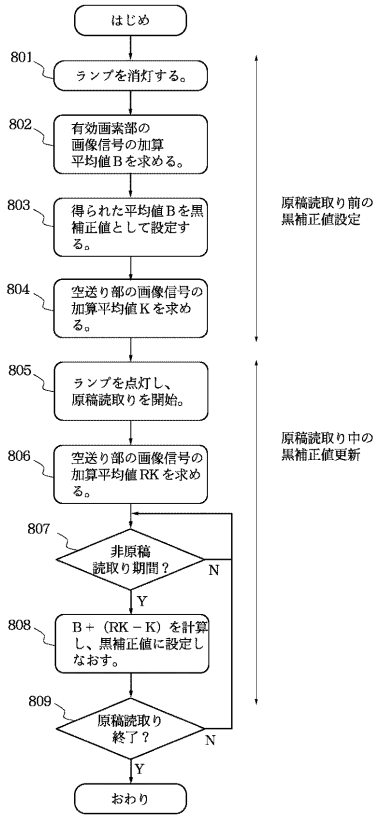 はじめ
801
ランプを消灯する。
802
有効画素部の
画像信号の加算
平均値Bを求める。
803
得られた平均値Bを黒
補正値として設定す
る。
原稿読取り前の
黒補正値設定
804
空送り部の画像信号の
加算平均値Kを求め
る。
805
ランプを点灯し、
原稿読取りを開始。
806
空送り部の画像信号の
加算平均値RKを求め
る。
原稿読取り中の
黒補正値更新
807
非原稿
読取り期間?
N
Y
808
B+(RK-K)を計算
し、黒補正値に設定し
なおす。
809
原稿読取り
終了?
N
Y
おわり